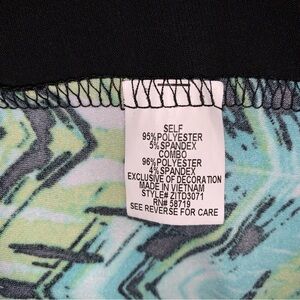 SELF
95%POLYESTER
5%SPANDEX
COMBO
96%POLYESTER
4%SPANDEX
EXCLUSIVE OF DECORATION
MADE IN VIETNAM
STYLE# ZITD3071
RN# 58719
SEE REVERSE FOR CARE